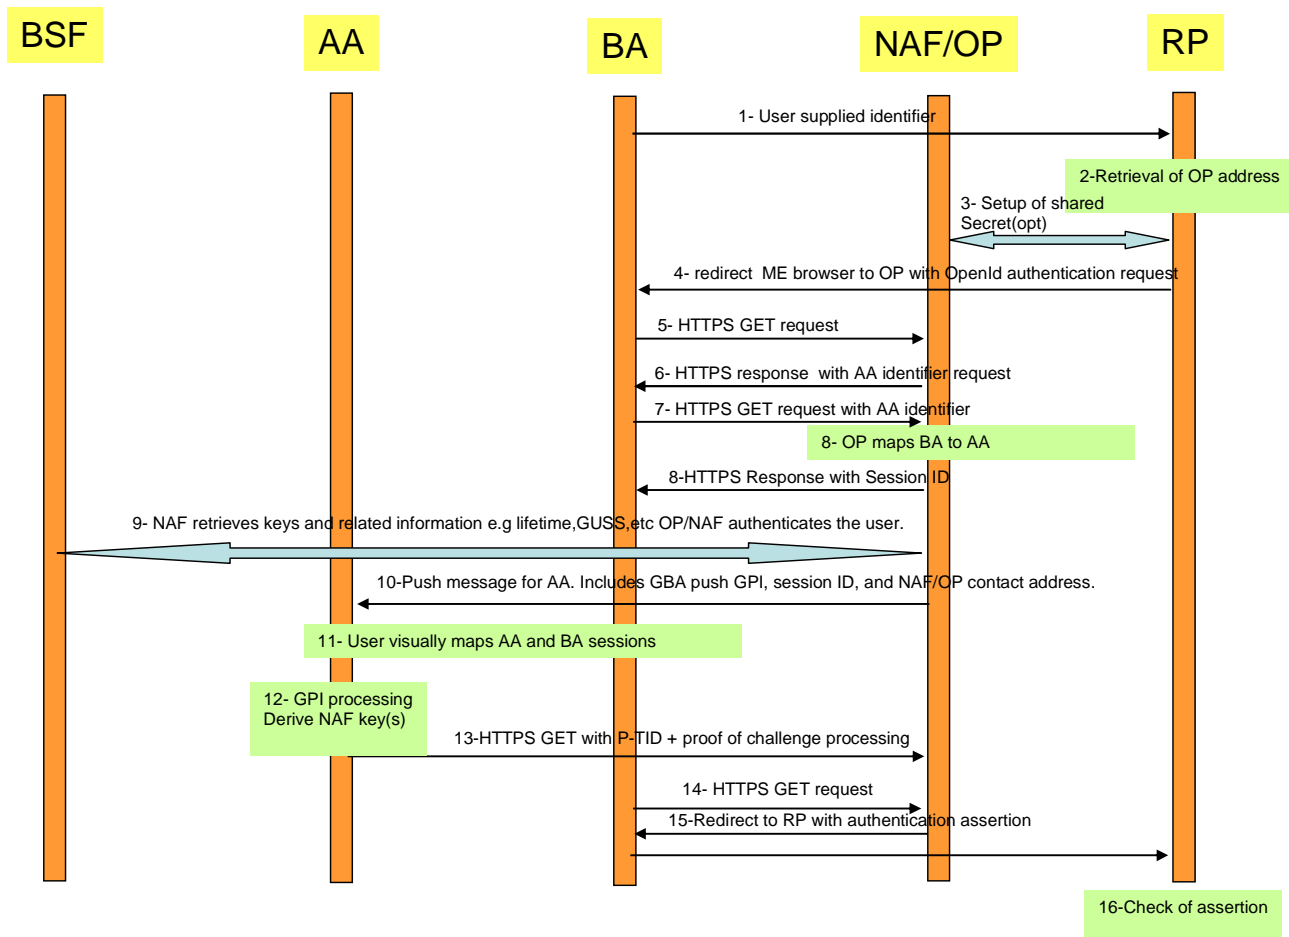 BSF
AA
BA
NAF/OP
RP
1- User supplied identifier
2-Retrieval of OP address
3- Setup of shared
Secret(opt)
4- redirect ME browser to OP with OpenId authentication request
5- HTTPS GET request
6- HTTPS response with AA identifier request
7- HTTPS GET request with AA identifier
8- OP maps BA to AA
8-HTTPS Response with Session ID
9- NAF retrieves keys and related information e.g lifetime,GUSS,etc OP/NAF authenticates the user.
10-Push message for AA. Includes GBA push GPI, session ID, and NAF/OP contact address.
11- User visually maps AA and BA sessions
12- GPI processing
Derive NAF key(s)
13-HTTPS GET with P-TID + proof of challenge processing
14- HTTPS GET request
15-Redirect to RP with authentication assertion
16-Check of assertion